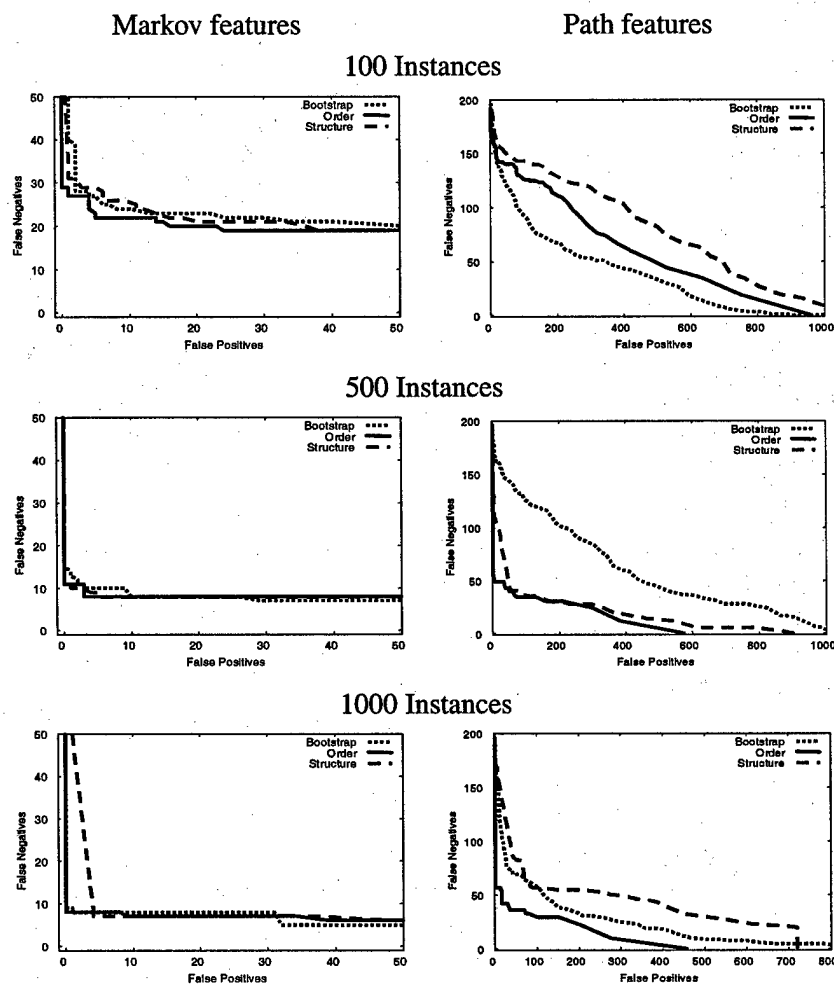 Markov features
Path features
100 Instances
Bootstrap
Order
Structure
False Negatives
50
40
30
20
10
0
0 10 20 30 40 50
False Positives
Bootstrap
Order
Structure
False Negatives
200
150
100
50
0
0 200 400 600 800 1000
False Positives
500 Instances
Bootstrap
Order
Structure
False Negatives
50
40
30
20
10
0
0 10 20 30 40 50
False Positives
Bootstrap
Order
Structure
False Negatives
200
150
100
50
0
0 200 400 600 800 1000
False Positives
1000 Instances
Bootstrap
Order
Structure
False Negatives
50
40
30
20
10
0
0 10 20 30 40 50
False Positives
Bootstrap
Order
Structure
False Negatives
200
150
100
50
0
0 100 200 300 400 500 600 700 800
False Positives